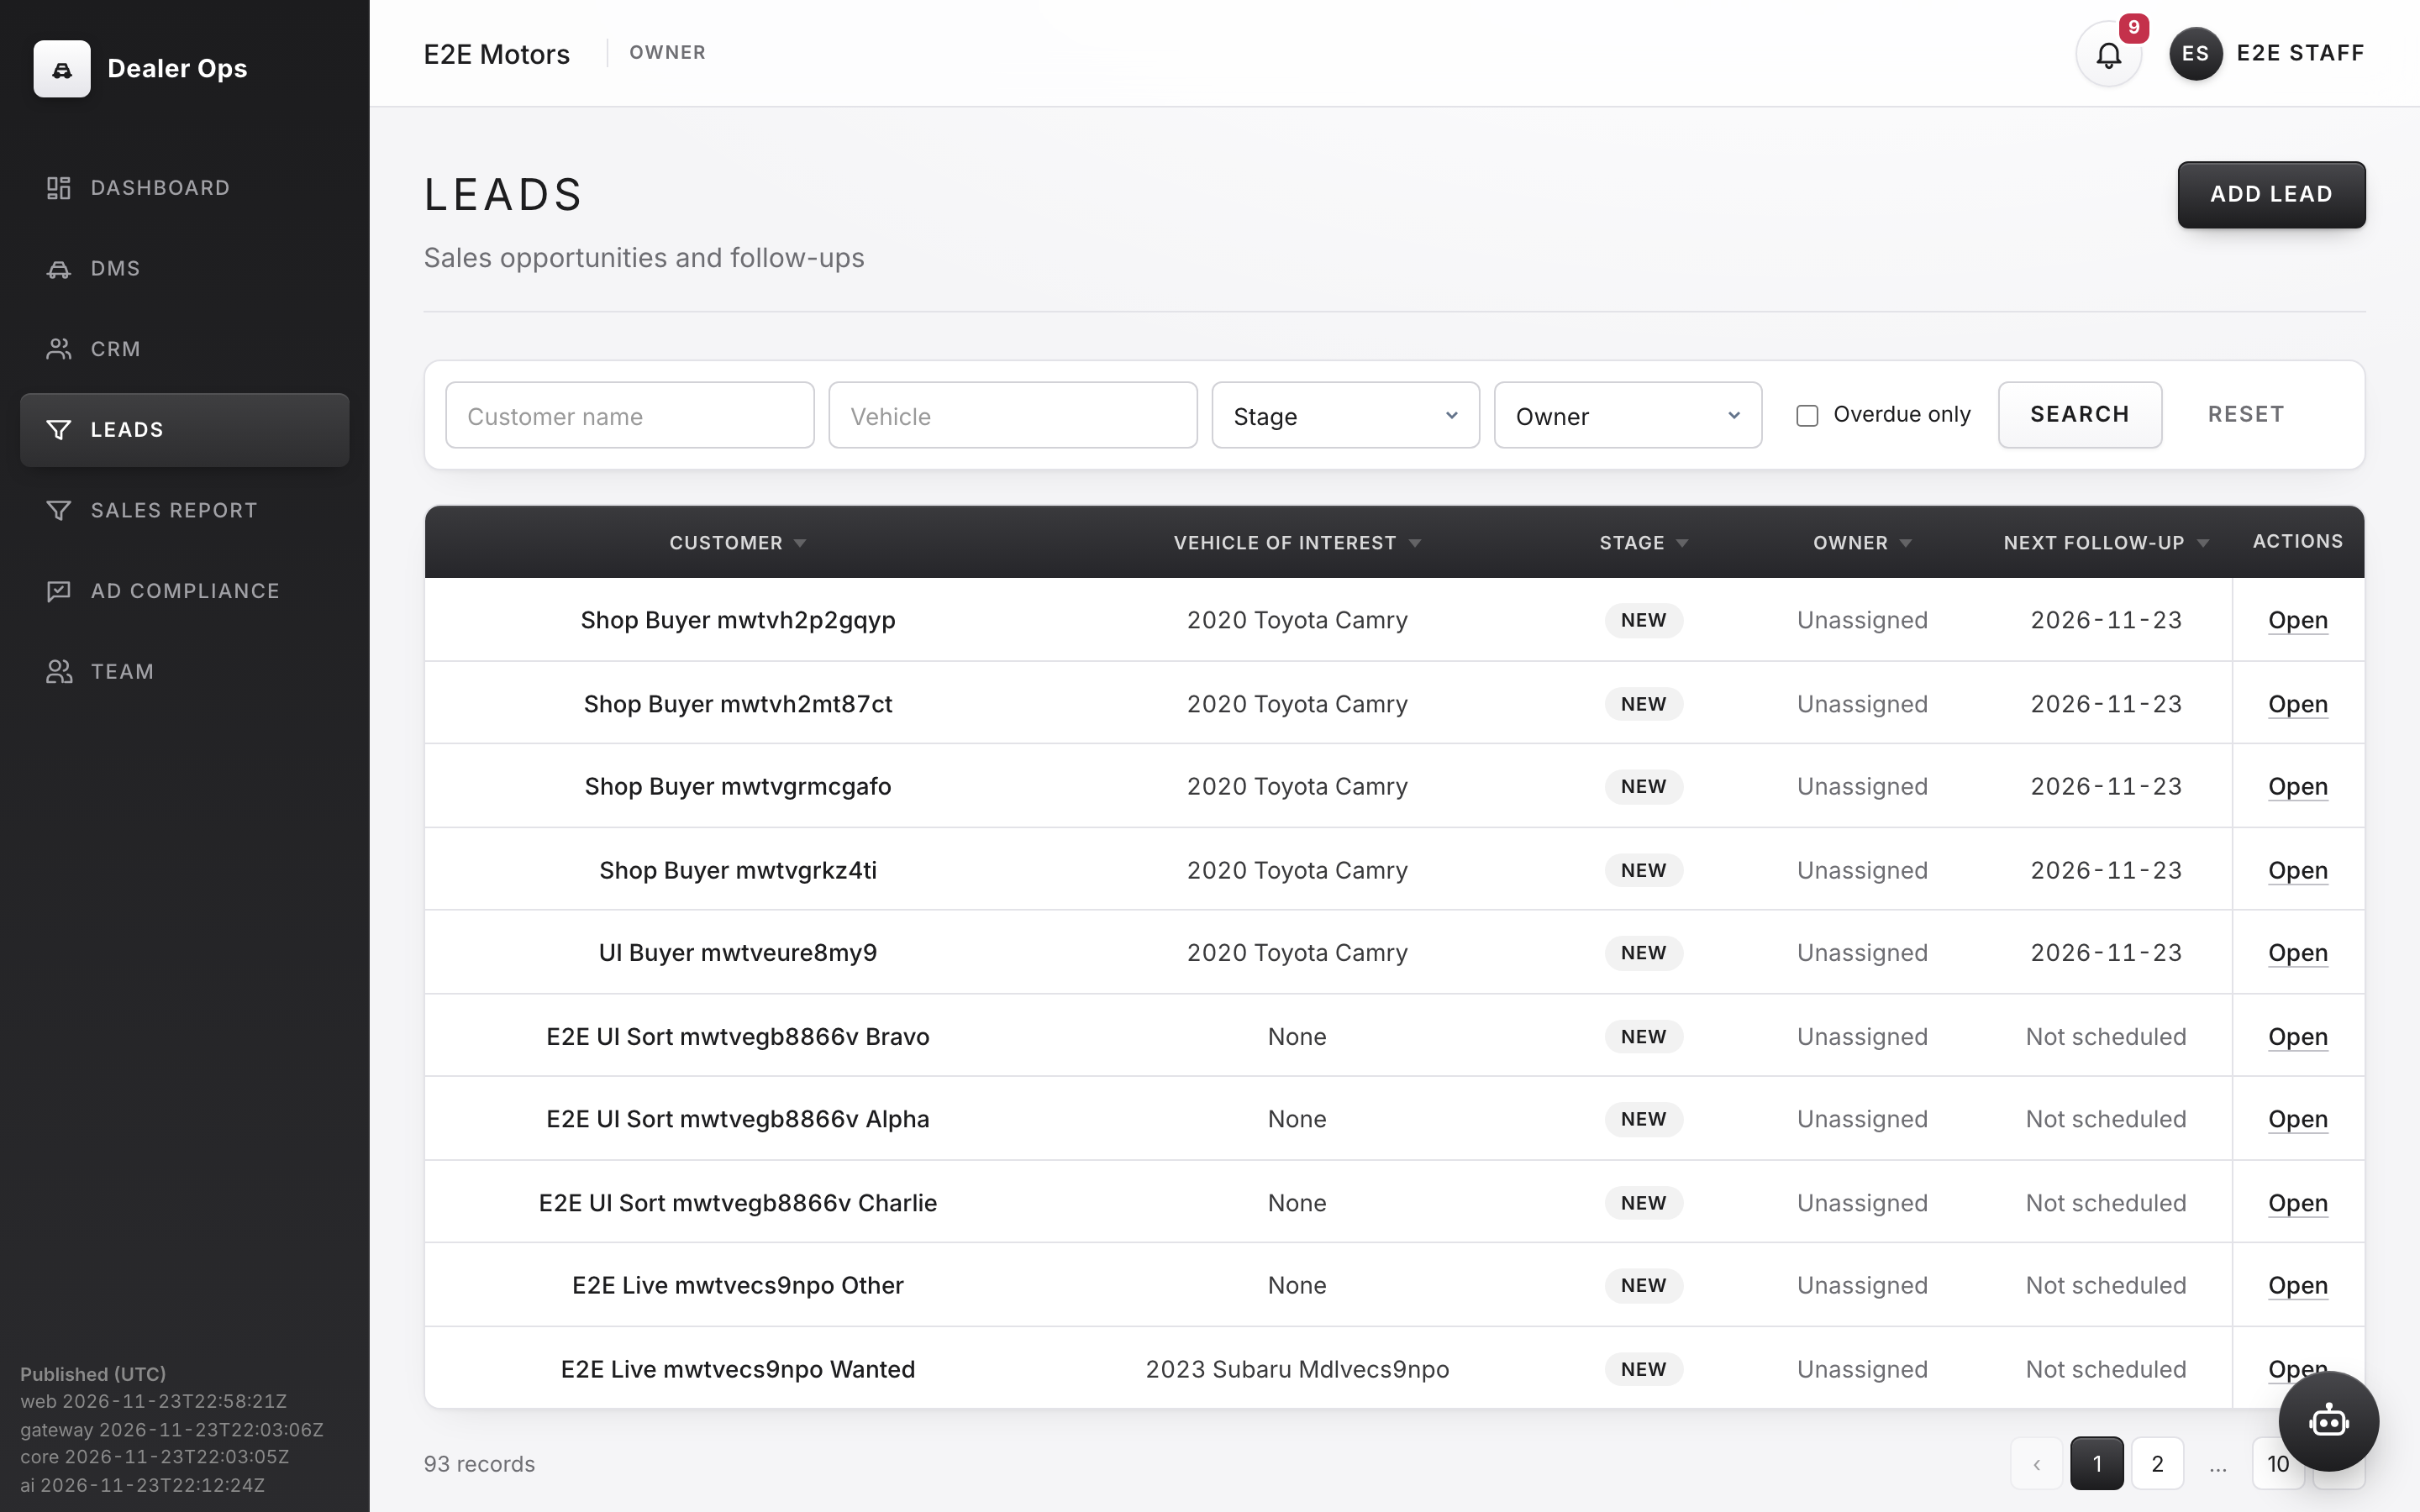 Dealer Ops
DASHBOARD
DMS
CRM
LEADS
SALES REPORT
AD COMPLIANCE
TEAM
Published (UTC)
web 2026-11-23T22:58:21Z
gateway 2026-11-23T22:03:06Z
core 2026-11-23T22:03:05Z
ai 2026-11-23T22:12:24Z
E2E Motors OWNER 9 ES E2E STAFF
LEADS ADD LEAD
Sales opportunities and follow-ups
Customer name Vehicle Stage Owner Overdue only SEARCH RESET
CUSTOMER VEHICLE OF INTEREST STAGE OWNER NEXT FOLLOW-UP ACTIONS
Shop Buyer mwtvh2p2gqyp 2020 Toyota Camry NEW Unassigned 2026-11-23 Open
Shop Buyer mwtvh2mt87ct 2020 Toyota Camry NEW Unassigned 2026-11-23 Open
Shop Buyer mwtvgrmcgafo 2020 Toyota Camry NEW Unassigned 2026-11-23 Open
Shop Buyer mwtvgrkz4ti 2020 Toyota Camry NEW Unassigned 2026-11-23 Open
UI Buyer mwtveure8my9 2020 Toyota Camry NEW Unassigned 2026-11-23 Open
E2E UI Sort mwtvegb8866v Bravo None NEW Unassigned Not scheduled Open
E2E UI Sort mwtvegb8866v Alpha None NEW Unassigned Not scheduled Open
E2E UI Sort mwtvegb8866v Charlie None NEW Unassigned Not scheduled Open
E2E Live mwtvecs9npo Other None NEW Unassigned Not scheduled Open
E2E Live mwtvecs9npo Wanted 2023 Subaru Mdlvecs9npo NEW Unassigned Not scheduled Open
93 records ‹ 1 2 ... 10